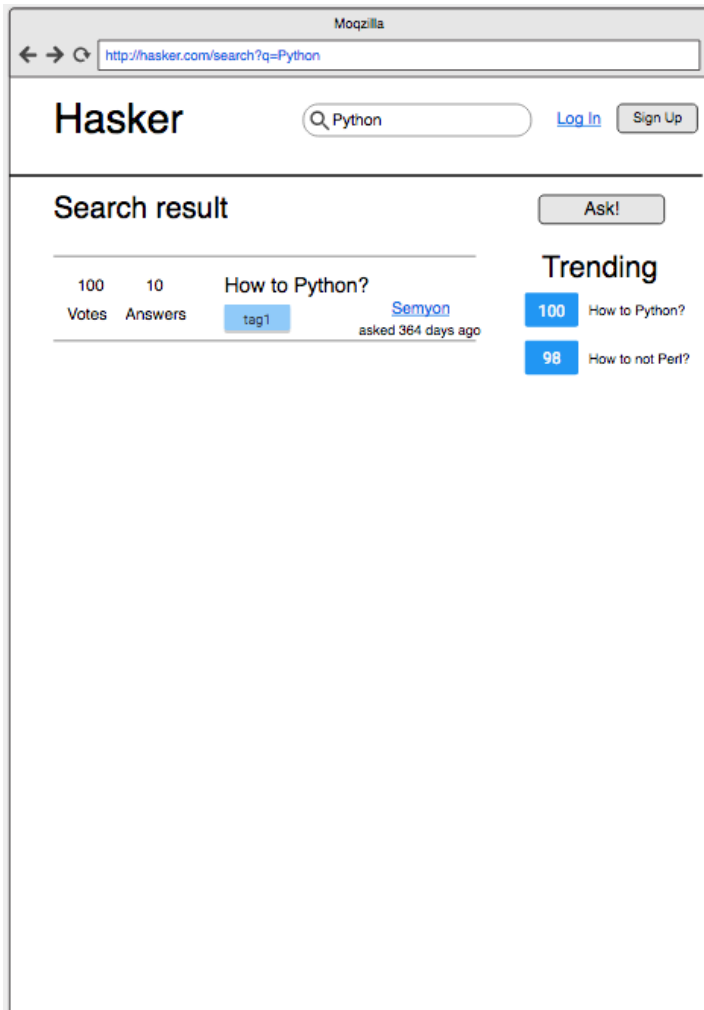 Moqzilla
http://hasker.com/search?q=Python
Hasker
Python
Log In
Sign Up
Search result
Ask!
100 10
Votes Answers
How to Python?
tag1
Semyon
asked 364 days ago
Trending
100 How to Python?
98 How to not Perl?